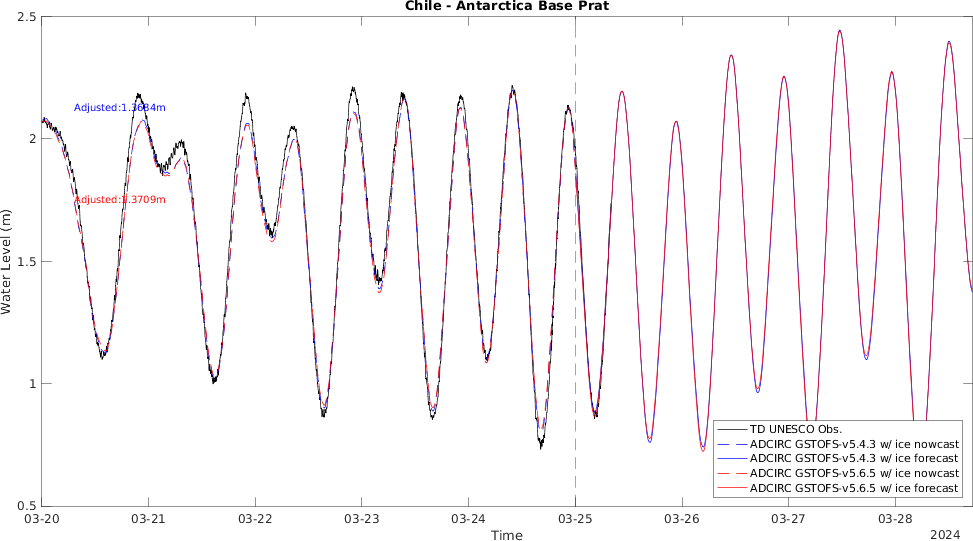 Chile - Antarctica Base Prat
2.5
2
1.5
1
0.5
Water Level (m)
Adjusted:1.3684m
Adjusted:1.3709m
TD UNESCO Obs.
ADCIRC GSTOFS-v5.4.3 w/ ice nowcast
ADCIRC GSTOFS-v5.4.3 w/ ice forecast
ADCIRC GSTOFS-v5.6.5 w/ ice nowcast
ADCIRC GSTOFS-v5.6.5 w/ ice forecast
03-20 03-21 03-22 03-23 03-24 03-25 03-26 03-27 03-28
Time
2024